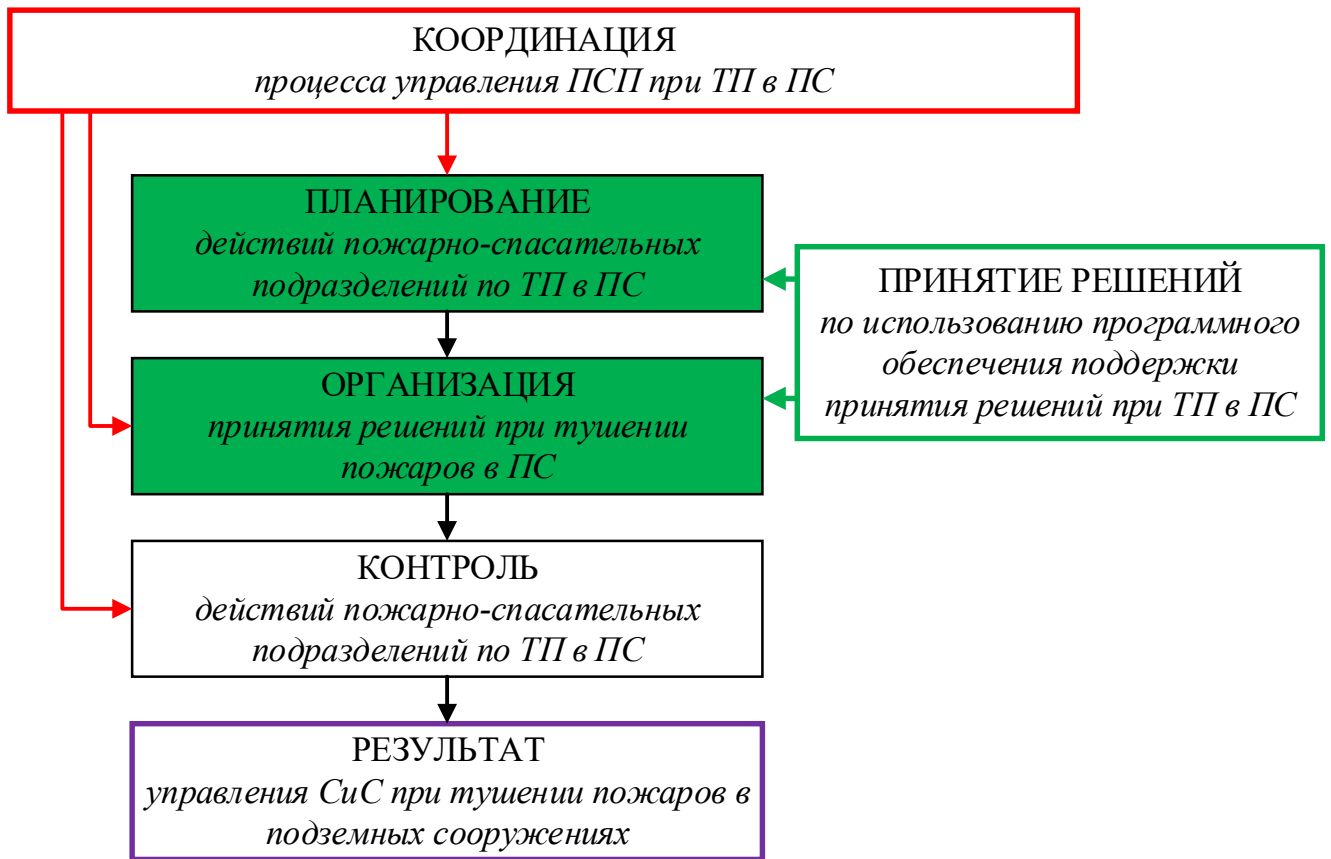 КООРДИНАЦИЯ
процесса управления ПСП при ТП в ПС
ПЛАНИРОВАНИЕ
действий пожарно-спасательных
подразделений по ТП в ПС
ПРИНЯТИЕ РЕШЕНИЙ
по использованию программного
обеспечения поддержки
принятия решений при ТП в ПС
ОРГАНИЗАЦИЯ
принятия решений при тушении
пожаров в ПС
КОНТРОЛЬ
действий пожарно-спасательных
подразделений по ТП в ПС
РЕЗУЛЬТАТ
управления СиС при тушении пожаров в
подземных сооружениях